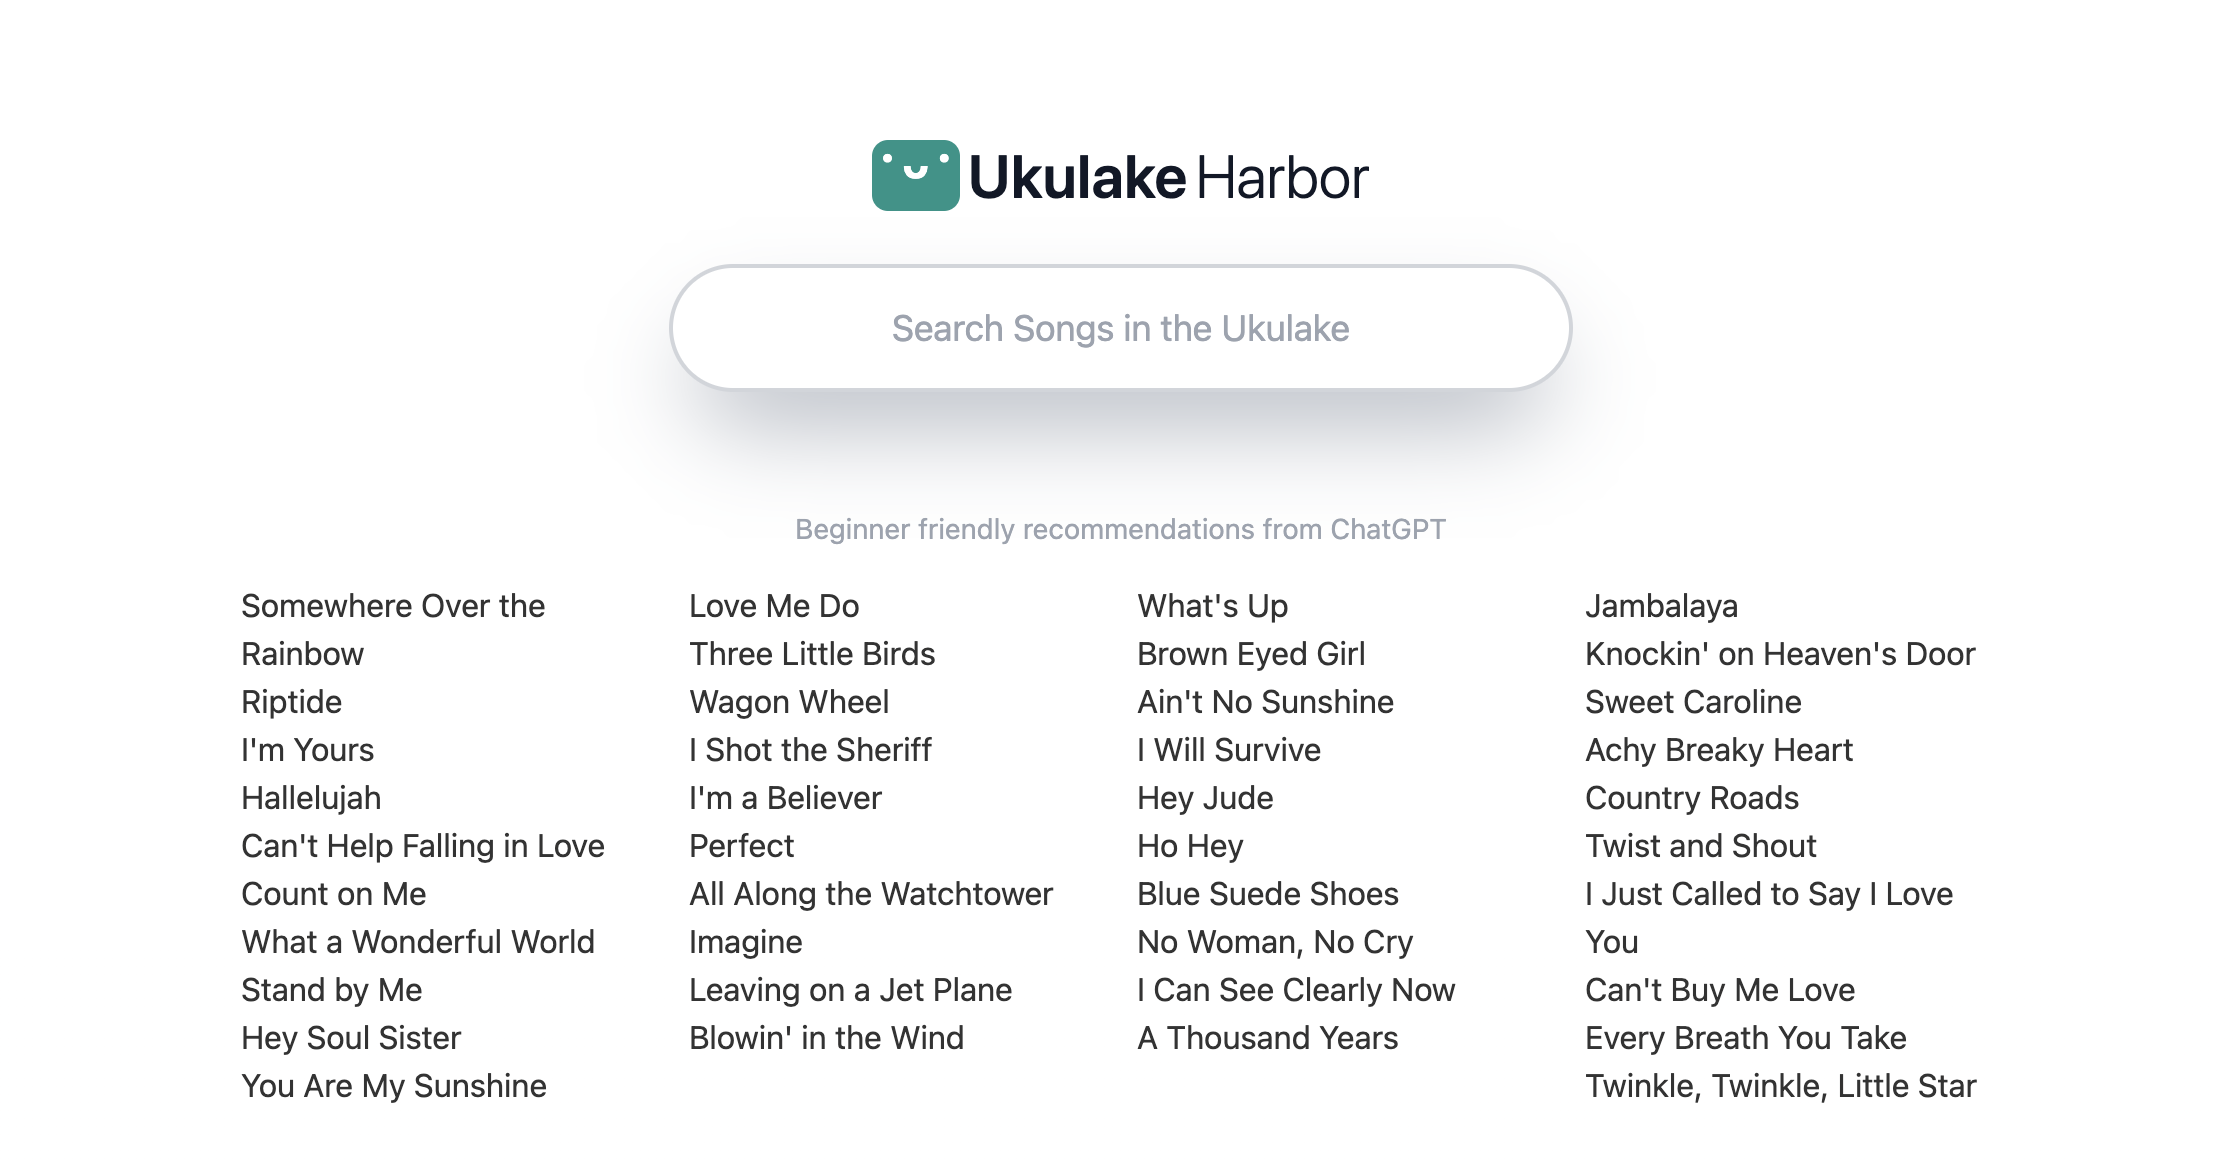 Ukulake Harbor
Search Songs in the Ukulake
Beginner friendly recommendations from ChatGPT
Somewhere Over the
Rainbow
Riptide
I'm Yours
Hallelujah
Can't Help Falling in Love
Count on Me
What a Wonderful World
Stand by Me
Hey Soul Sister
You Are My Sunshine
Love Me Do
Three Little Birds
Wagon Wheel
I Shot the Sheriff
I'm a Believer
Perfect
All Along the Watchtower
Imagine
Leaving on a Jet Plane
Blowin' in the Wind
What's Up
Brown Eyed Girl
Ain't No Sunshine
I Will Survive
Hey Jude
Ho Hey
Blue Suede Shoes
No Woman, No Cry
I Can See Clearly Now
A Thousand Years
Jambalaya
Knockin' on Heaven's Door
Sweet Caroline
Achy Breaky Heart
Country Roads
Twist and Shout
I Just Called to Say I Love
You
Can't Buy Me Love
Every Breath You Take
Twinkle, Twinkle, Little Star